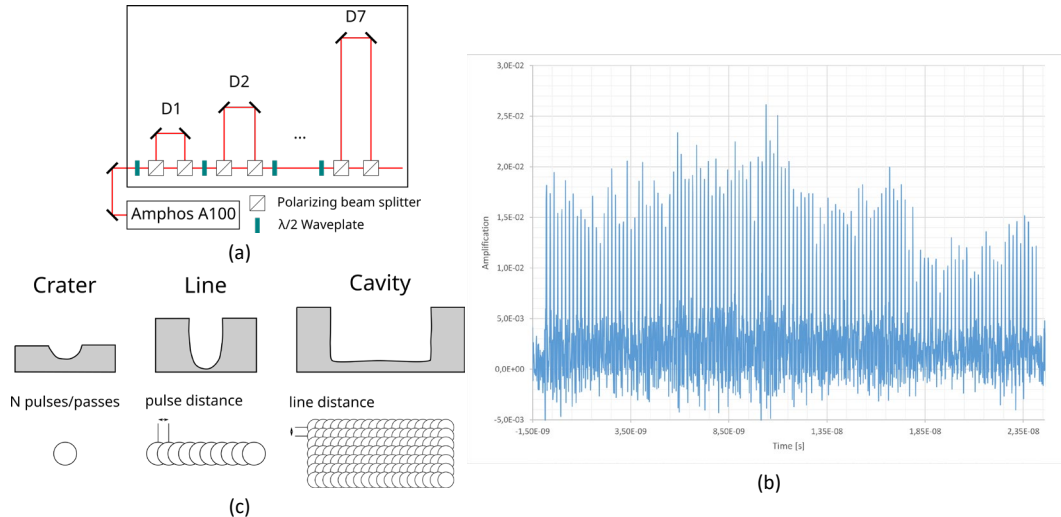 D7
D2
D1
...
Amphos A100
Polarizing beam splitter
λ/2 Waveplate
(a)
Crater
Line
Cavity
N pulses/passes
pulse distance
line distance
(c)
3,0E-02
2,5E-02
2,0E-02
1,5E-02
1,0E-02
5,0E-03
0,0E+00
-5,0E-03
Amplification
-1,50E-09
3,50E-09
8,50E-09
1,35E-08
1,85E-08
2,35E-08
Time [s]
(b)